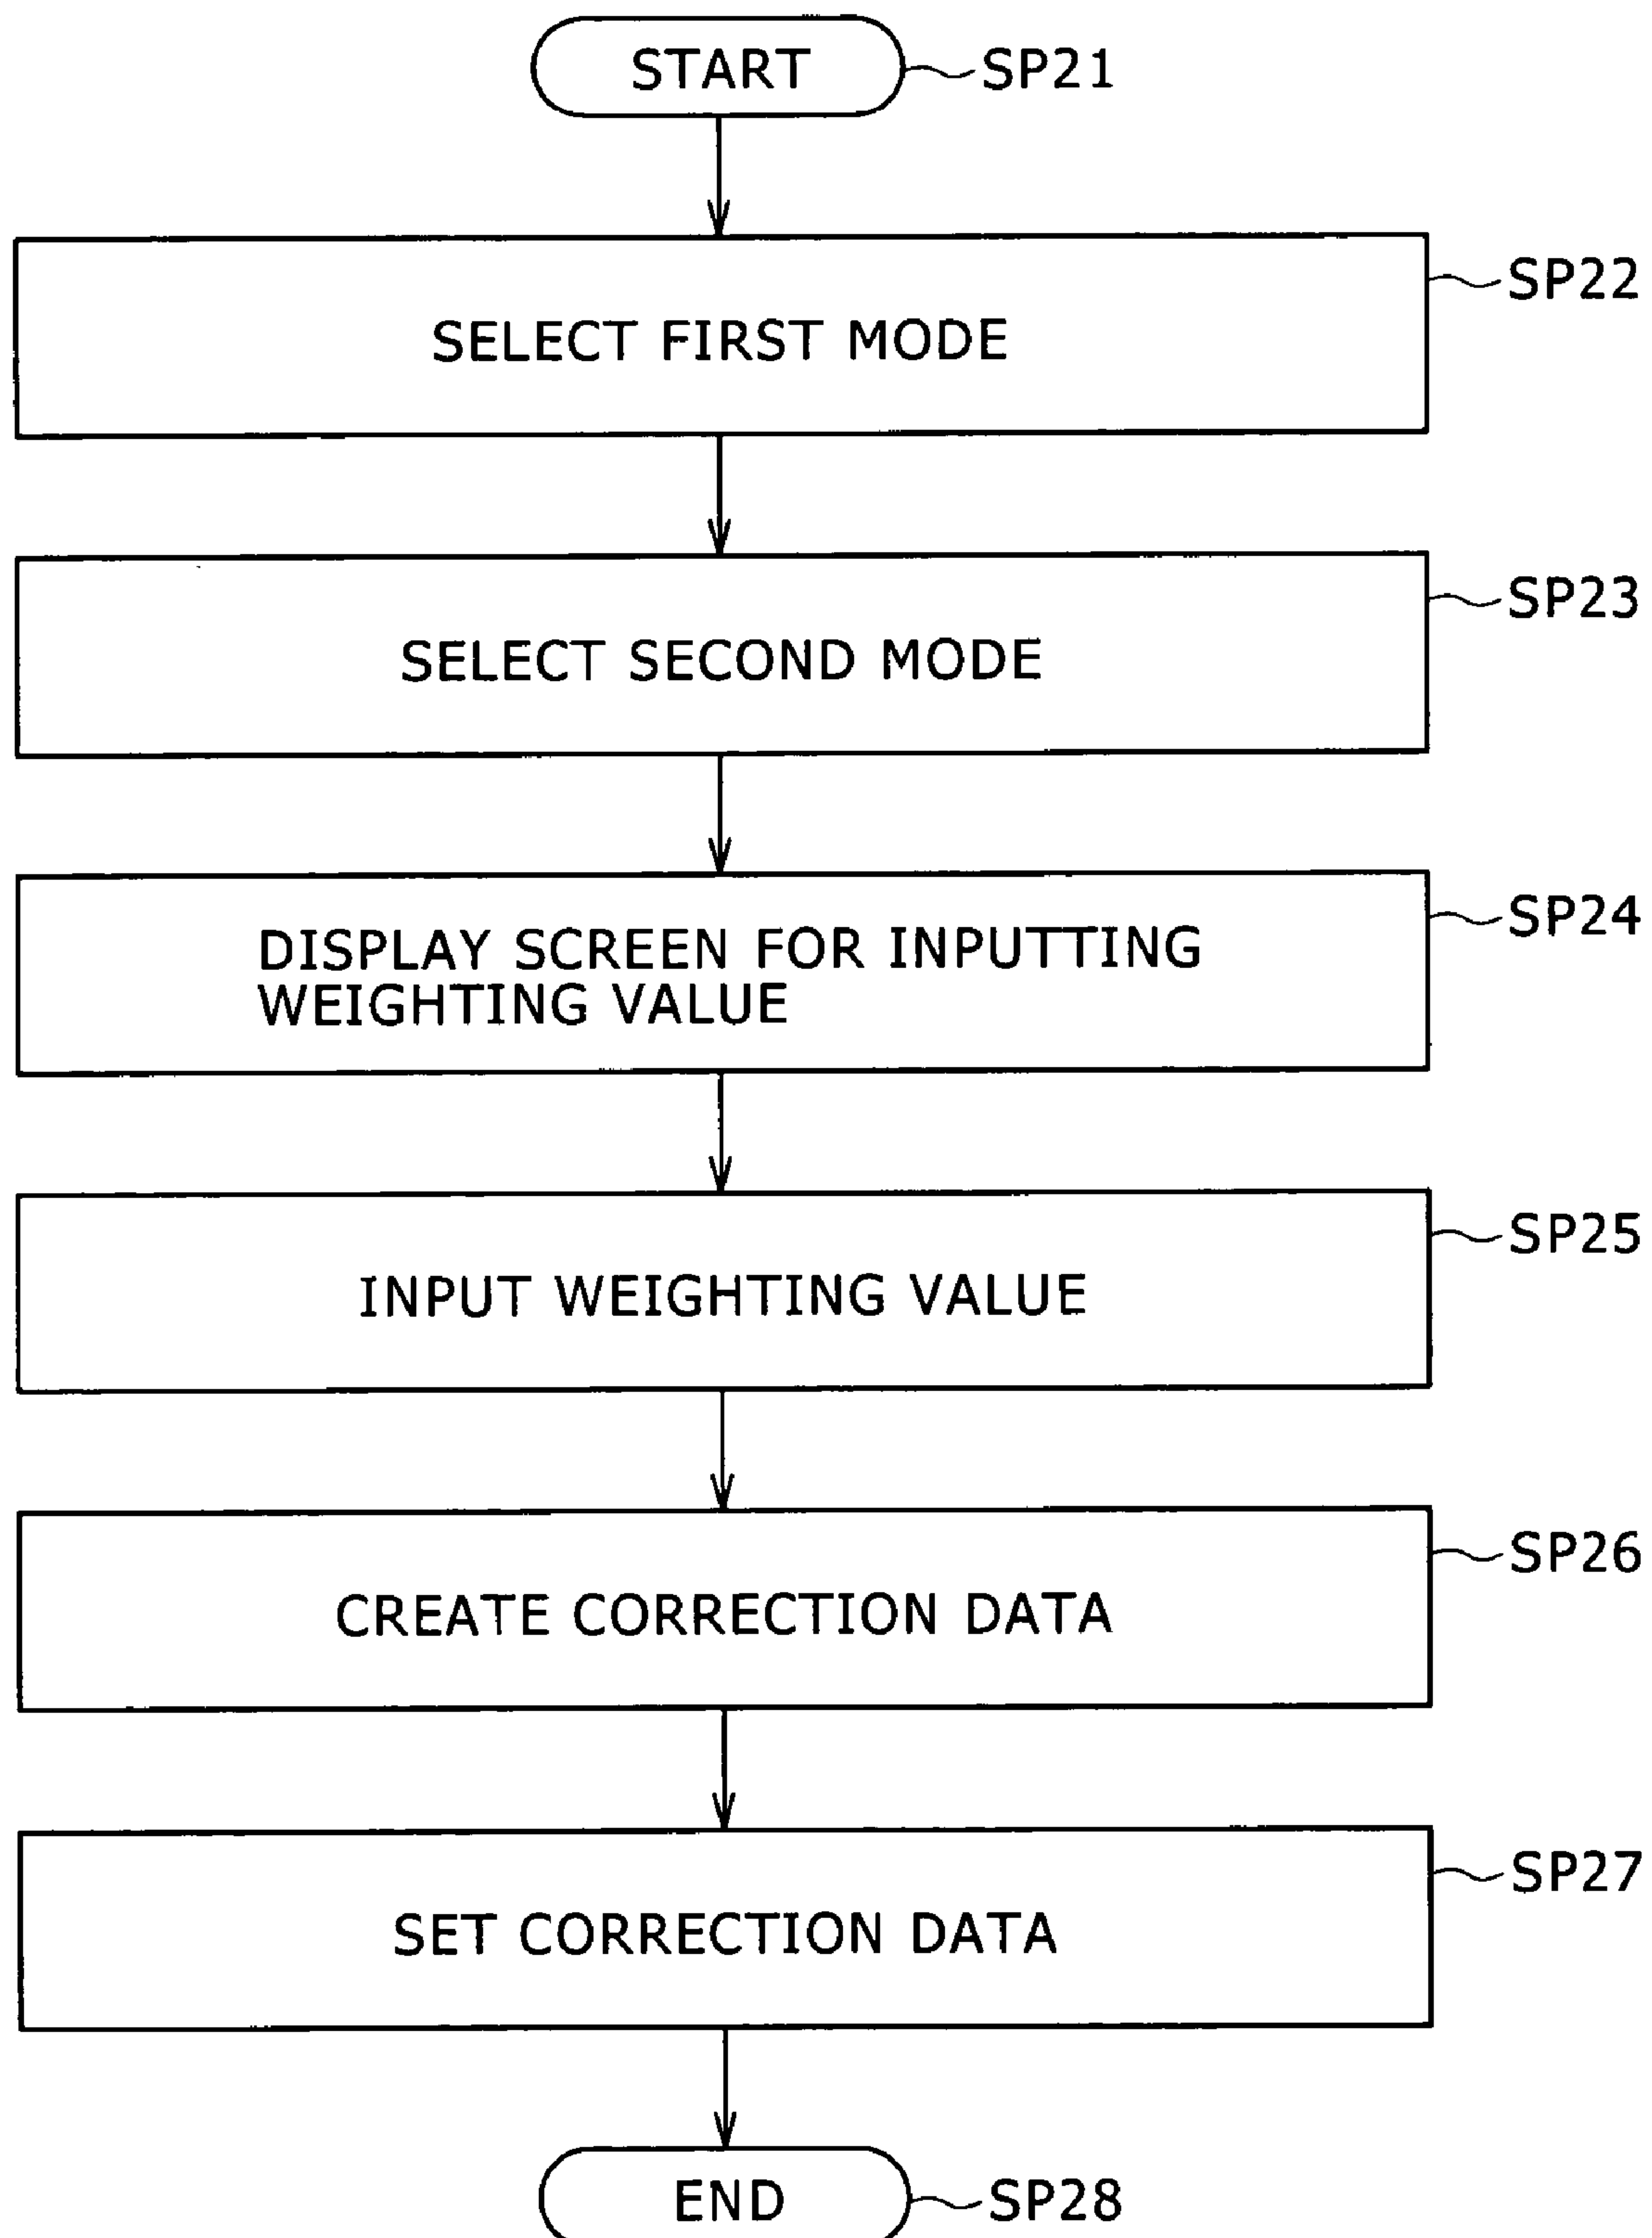 START
SP21
SP22
SELECT FIRST MODE
SP23
SELECT SECOND MODE
SP24
DISPLAY SCREEN FOR INPUTTING
WEIGHTING VALUE
SP25
INPUT WEIGHTING VALUE
SP26
CREATE CORRECTION DATA
SP27
SET CORRECTION DATA
END
SP28